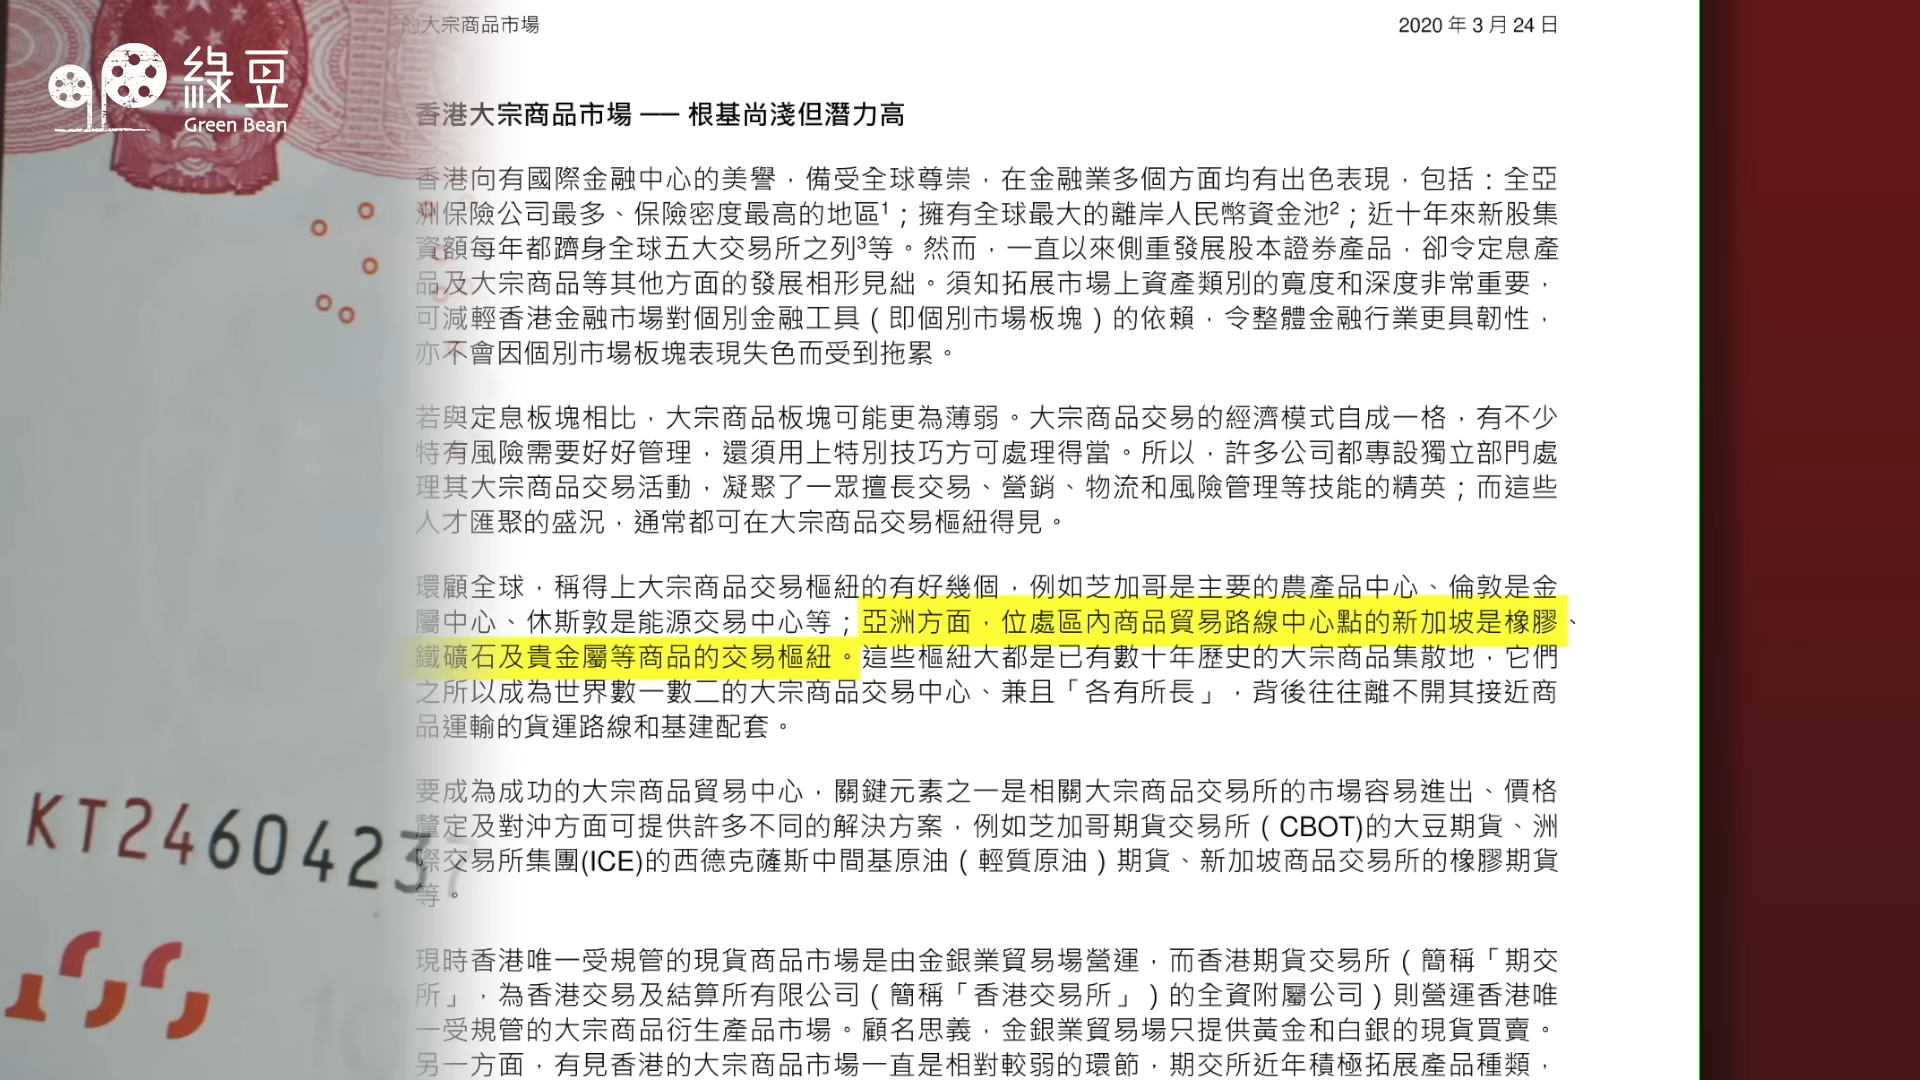 的大宗商品市場
2020 年 3 月 24 日
綠豆
Green Bean
香港大宗商品市場 — 根基尚淺但潛力高
香港向有國際金融中心的美譽，備受全球尊崇，在金融業多個方面均有出色表現，包括：全亞
洲保險公司最多、保險密度最高的地區1；擁有全球最大的離岸人民幣資金池2；近十年來新股集
資額每年都躋身全球五大交易所之列3等。然而，一直以來側重發展股本證券產品，卻令定息產
品及大宗商品等其他方面的發展相形見絀。須知拓展市場上資產類別的寬度和深度非常重要，
可減輕香港金融市場對個別金融工具（即個別市場板塊）的依賴，令整體金融行業更具韌性，
亦不會因個別市場板塊表現失色而受到拖累。
若與定息板塊相比，大宗商品板塊可能更為薄弱。大宗商品交易的經濟模式自成一格，有不少
特有風險需要好好管理，還須用上特別技巧方可處理得當。所以，許多公司都專設獨立部門處
理其大宗商品交易活動，凝聚了一眾擅長交易、營銷、物流和風險管理等技能的精英；而這些
人才匯聚的盛況，通常都可在大宗商品交易樞紐得見。
環顧全球，稱得上大宗商品交易樞紐的有好幾個，例如芝加哥是主要的農產品中心、倫敦是金
屬中心、休斯敦是能源交易中心等；亞洲方面，位處區內商品貿易路線中心點的新加坡是橡膠、
鐵礦石及貴金屬等商品的交易樞紐。這些樞紐大都是已有數十年歷史的大宗商品集散地，它們
之所以成為世界數一數二的大宗商品交易中心、兼且「各有所長」，背後往往離不開其接近商
品運輸的貨運路線和基建配套。
要成為成功的大宗商品貿易中心，關鍵元素之一是相關大宗商品交易所的市場容易進出、價格
釐定及對沖方面可提供許多不同的解決方案，例如芝加哥期貨交易所（CBOT)的大豆期貨、洲
際交易所集團(ICE)的西德克薩斯中間基原油（輕質原油）期貨、新加坡商品交易所的橡膠期貨
等。
KT24604237
現時香港唯一受規管的現貨商品市場是由金銀業貿易場營運，而香港期貨交易所（簡稱「期交
所」，為香港交易及結算所有限公司（簡稱「香港交易所」）的全資附屬公司）則營運香港唯
一受規管的大宗商品衍生產品市場。顧名思義，金銀業貿易場只提供黃金和白銀的現貨買賣。
另一方面，有見香港的大宗商品市場一直是相對較弱的環節，期交所近年積極拓展產品種類，